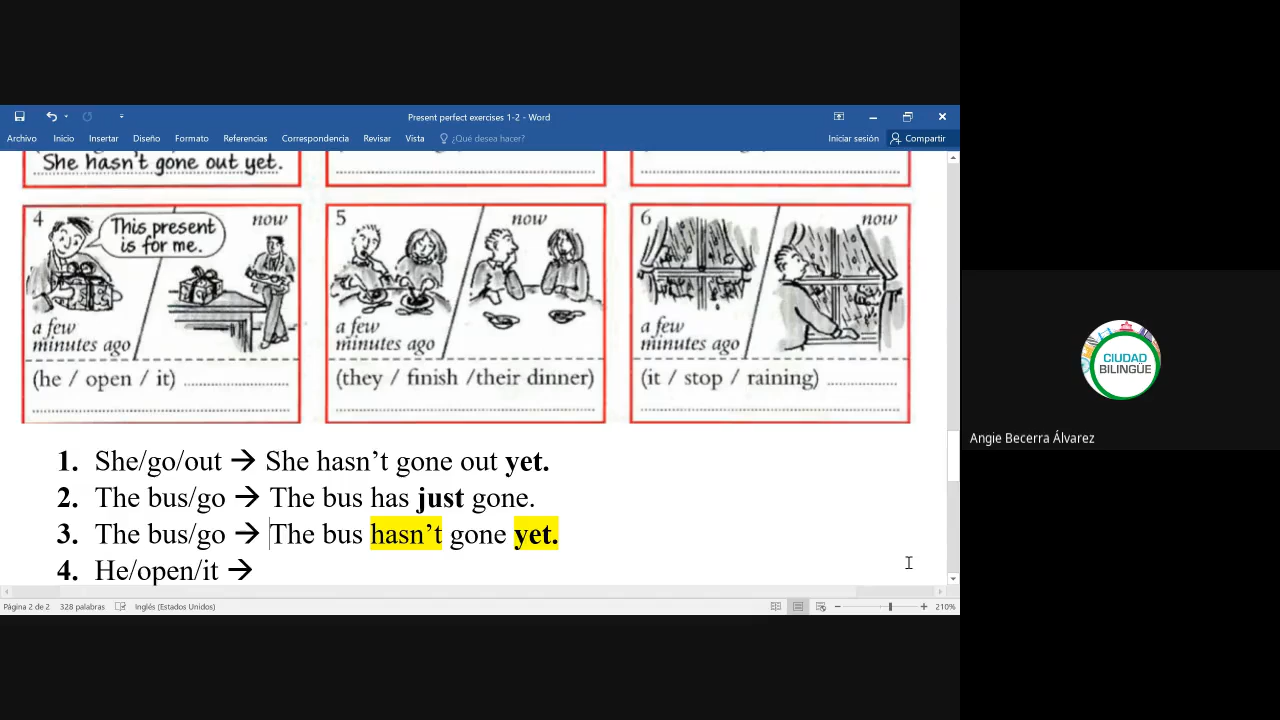 Present perfect exercises 1-2 - Word
Archivo Inicio Insertar Diseño Formato Referencias Correspondencia Revisar Vista ¿Qué desea hacer? Iniciar sesión Compartir
She hasn't gone out yet.
4 This present is for me. now
a few
minutes ago
(he / open / it)
5 now
a few
minutes ago
(they / finish /their dinner)
6 now
a few
minutes ago
(it / stop / raining)
1. She/go/out → She hasn’t gone out yet.
2. The bus/go → The bus has just gone.
3. The bus/go → The bus hasn’t gone yet.
4. He/open/it →
Página 2 de 2 328 palabras Inglés (Estados Unidos) 210%
CIUDAD
BILINGÜE
Angie Becerra Álvarez